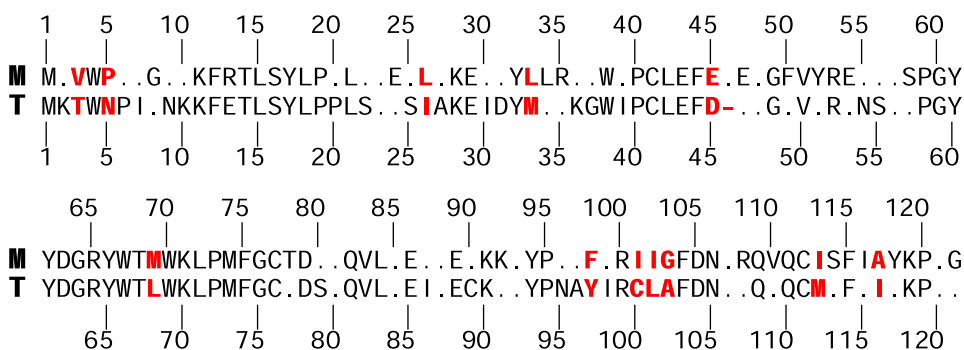 1 5 10 15 20 25 30 35 40 45 50 55 60
M M.VWP..G..KFRTLSYLP.L..E.L.KE..YLLR..W.PCLEFE.E.GFVYRE...SPGY
T MKTWNPI.NKKFETLSYLPPLS..SIAKEIDYM..KGWIPCLEFD-..G.V.R.NS..PGY
1 5 10 15 20 25 30 35 40 45 50 55 60
65 70 75 80 85 90 95 100 105 110 115 120
M YDGRYWTMWKLPMFGCTD..QVL.E..E.KK.YP..F.RIIGFDN.RQVQCISFIAYKP.G
T YDGRYWTLWKLPMFGC.DS.QVL.EI.ECK..YPNAYIRCLAFDN..Q.QCM.F.I.KP..
65 70 75 80 85 90 95 100 105 110 115 120